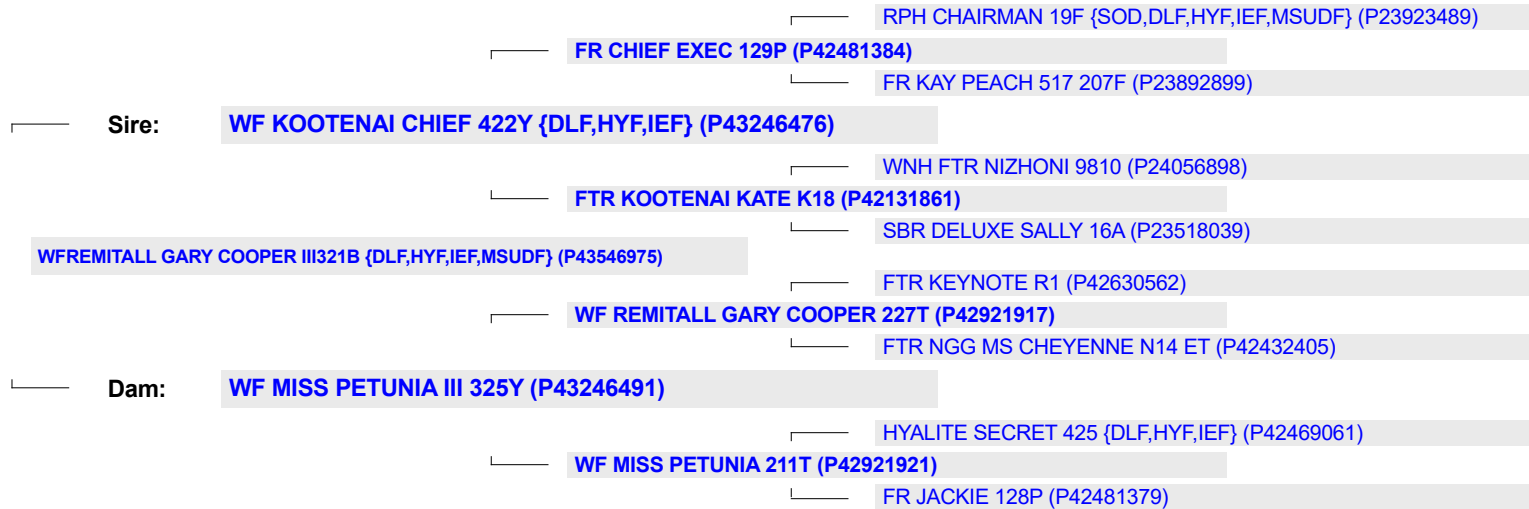 RPH CHAIRMAN 19F {SOD,DLF,HYF,IEF,MSUDF} (P23923489)
FR CHIEF EXEC 129P (P42481384)
FR KAY PEACH 517 207F (P23892899)
Sire: WF KOOTENAI CHIEF 422Y {DLF,HYF,IEF} (P43246476)
WNH FTR NIZHONI 9810 (P24056898)
FTR KOOTENAI KATE K18 (P42131861)
SBR DELUXE SALLY 16A (P23518039)
WFREMITALL GARY COOPER III321B {DLF,HYF,IEF,MSUDF} (P43546975)
FTR KEYNOTE R1 (P42630562)
WF REMITALL GARY COOPER 227T (P42921917)
FTR NGG MS CHEYENNE N14 ET (P42432405)
Dam: WF MISS PETUNIA III 325Y (P43246491)
HYALITE SECRET 425 {DLF,HYF,IEF} (P42469061)
WF MISS PETUNIA 211T (P42921921)
FR JACKIE 128P (P42481379)